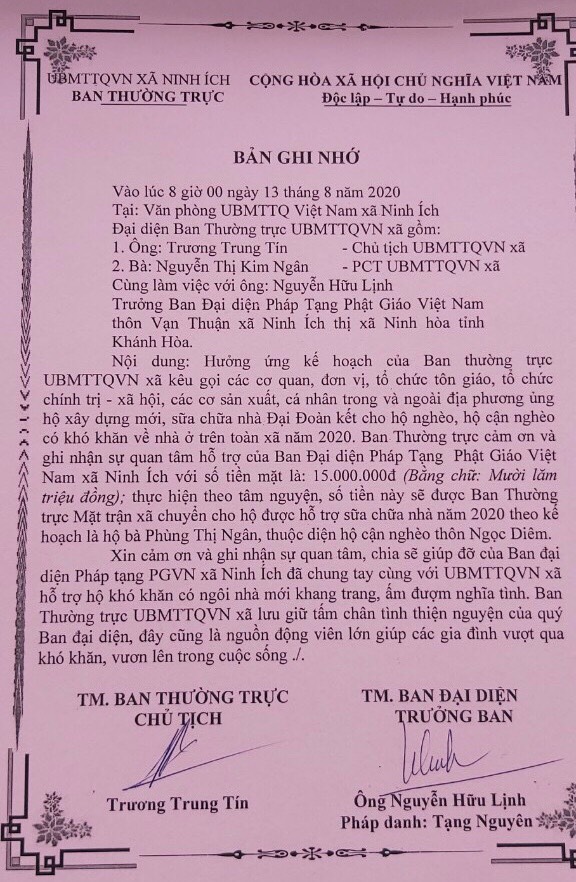 UBMTTQVN XÃ NINH ÍCH
BAN THƯỜNG TRỰC
CỘNG HÒA XÃ HỘI CHỦ NGHĨA VIỆT NAM
Độc lập – Tự do – Hạnh phúc
BẢN GHI NHỚ
Vào lúc 8 giờ 00 ngày 13 tháng 8 năm 2020
Tại: Văn phòng UBMTTQ Việt Nam xã Ninh Ích
Đại diện Ban Thường trực UBMTTQVN xã gồm:
1. Ông: Trương Trung Tín - Chủ tịch UBMTTQVN xã
2. Bà: Nguyễn Thị Kim Ngân - PCT UBMTTQVN xã
Cùng làm việc với ông: Nguyễn Hữu Lịnh
Trưởng Ban Đại diện Pháp Tạng Phật Giáo Việt Nam
thôn Vạn Thuận xã Ninh Ích thị xã Ninh hòa tỉnh
Khánh Hòa.
Nội dung: Hưởng ứng kế hoạch của Ban thường trực
UBMTTQVN xã kêu gọi các cơ quan, đơn vị, tổ chức tôn giáo, tổ chức
chính trị - xã hội, các cơ sản xuất, cá nhân trong và ngoài địa phương ủng
hộ xây dựng mới, sữa chữa nhà Đại Đoàn kết cho hộ nghèo, hộ cận nghèo
có khó khăn về nhà ở trên toàn xã năm 2020. Ban Thường trực cảm ơn và
ghi nhận sự quan tâm hỗ trợ của Ban Đại diện Pháp Tạng Phật Giáo Việt
Nam xã Ninh Ích với số tiền mặt là: 15.000.000đ (Bằng chữ: Mười lăm
triệu đồng); thực hiện theo tâm nguyện, số tiền này sẽ được Ban Thường
trực Mặt trận xã chuyển cho hộ được hỗ trợ sữa chữa nhà năm 2020 theo kế
hoạch là hộ bà Phùng Thị Ngân, thuộc diện hộ cận nghèo thôn Ngọc Diêm.
Xin cảm ơn và ghi nhận sự quan tâm, chia sẽ giúp đỡ của Ban đại
diện Pháp tạng PGVN xã Ninh Ích đã chung tay cùng với UBMTTQVN xã
hỗ trợ hộ khó khăn có ngôi nhà mới khang trang, ấm đượm nghĩa tình. Ban
Thường trực UBMTTQVN xã lưu giữ tấm chân tình thiện nguyện của quý
Ban đại diện, đây cũng là nguồn động viên lớn giúp các gia đình vượt qua
khó khăn, vươn lên trong cuộc sống ./.
TM. BAN THƯỜNG TRỰC
CHỦ TỊCH
Trương Trung Tín
TM. BAN ĐẠI DIỆN
TRƯỞNG BAN
Ông Nguyễn Hữu Lịnh
Pháp danh: Tạng Nguyên